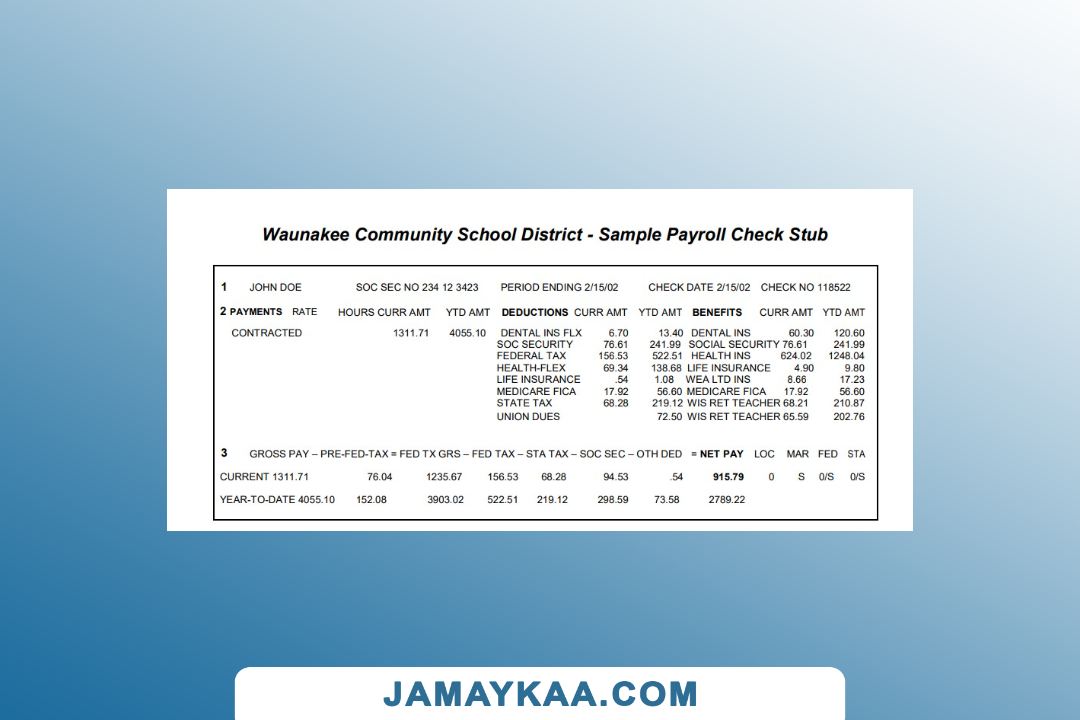 Waunakee Community School District - Sample Payroll Check Stub
1 JOHN DOE SOC SEC NO 234 12 3423 PERIOD ENDING 2/15/02 CHECK DATE 2/15/02 CHECK NO 118522
2 PAYMENTS RATE HOURS CURR AMT YTD AMT DEDUCTIONS CURR AMT YTD AMT BENEFITS CURR AMT YTD AMT
CONTRACTED 1311.71 4055.10 DENTAL INS FLX 6.70 13.40 DENTAL INS 60.30 120.60
SOC SECURITY 76.61 241.99 SOCIAL SECURITY 76.61 241.99
FEDERAL TAX 156.53 522.51 HEALTH INS 624.02 1248.04
HEALTH-FLEX 69.34 138.68 LIFE INSURANCE 4.90 9.80
LIFE INSURANCE .54 1.08 WEA LTD INS 8.66 17.23
MEDICARE FICA 17.92 56.60 MEDICARE FICA 17.92 56.60
STATE TAX 68.28 219.12 WIS RET TEACHER 68.21 210.87
UNION DUES 72.50 WIS RET TEACHER 65.59 202.76
3 GROSS PAY – PRE-FED-TAX = FED TX GRS – FED TAX – STA TAX – SOC SEC – OTH DED = NET PAY LOC MAR FED STA
CURRENT 1311.71 76.04 1235.67 156.53 68.28 94.53 .54 915.79 0 S 0/S 0/S
YEAR-TO-DATE 4055.10 152.08 3903.02 522.51 219.12 298.59 73.58 2789.22
JAMAYKAA.COM